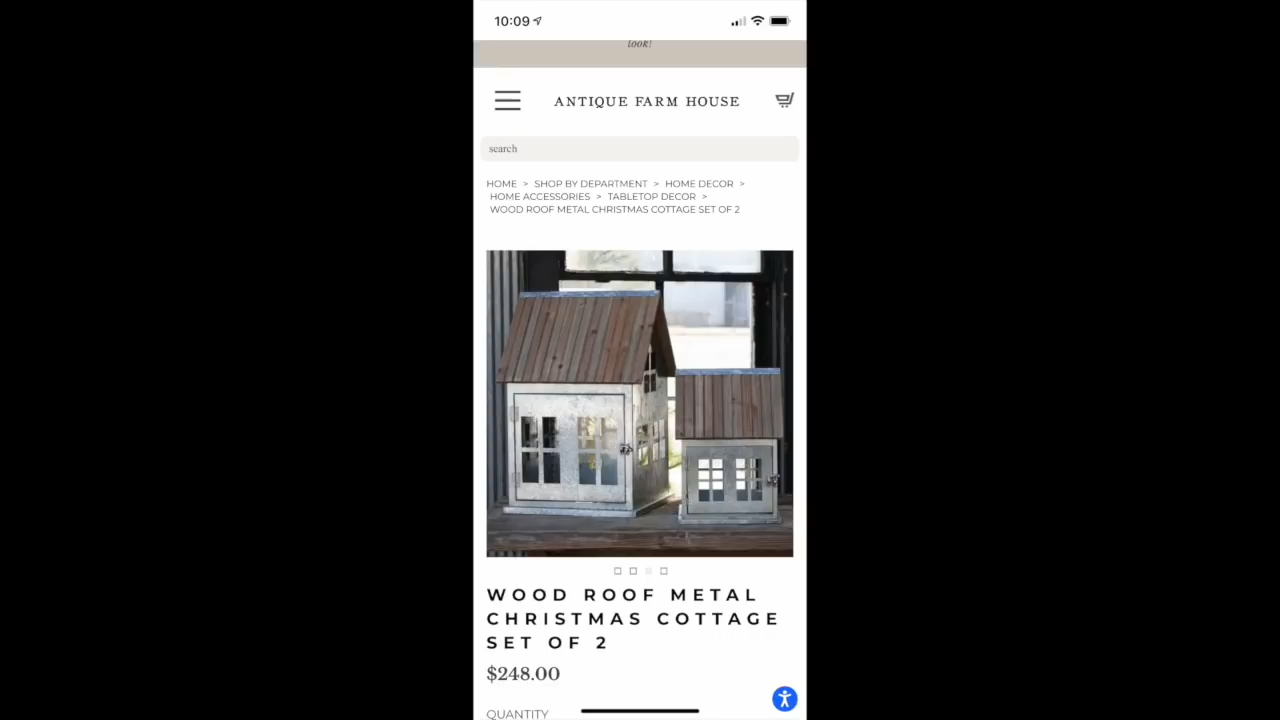 10:09
look!
ANTIQUE FARM HOUSE
search
HOME > SHOP BY DEPARTMENT > HOME DECOR >
HOME ACCESSORIES > TABLETOP DECOR >
WOOD ROOF METAL CHRISTMAS COTTAGE SET OF 2
WOOD ROOF METAL
CHRISTMAS COTTAGE
SET OF 2
$248.00
QUANTITY